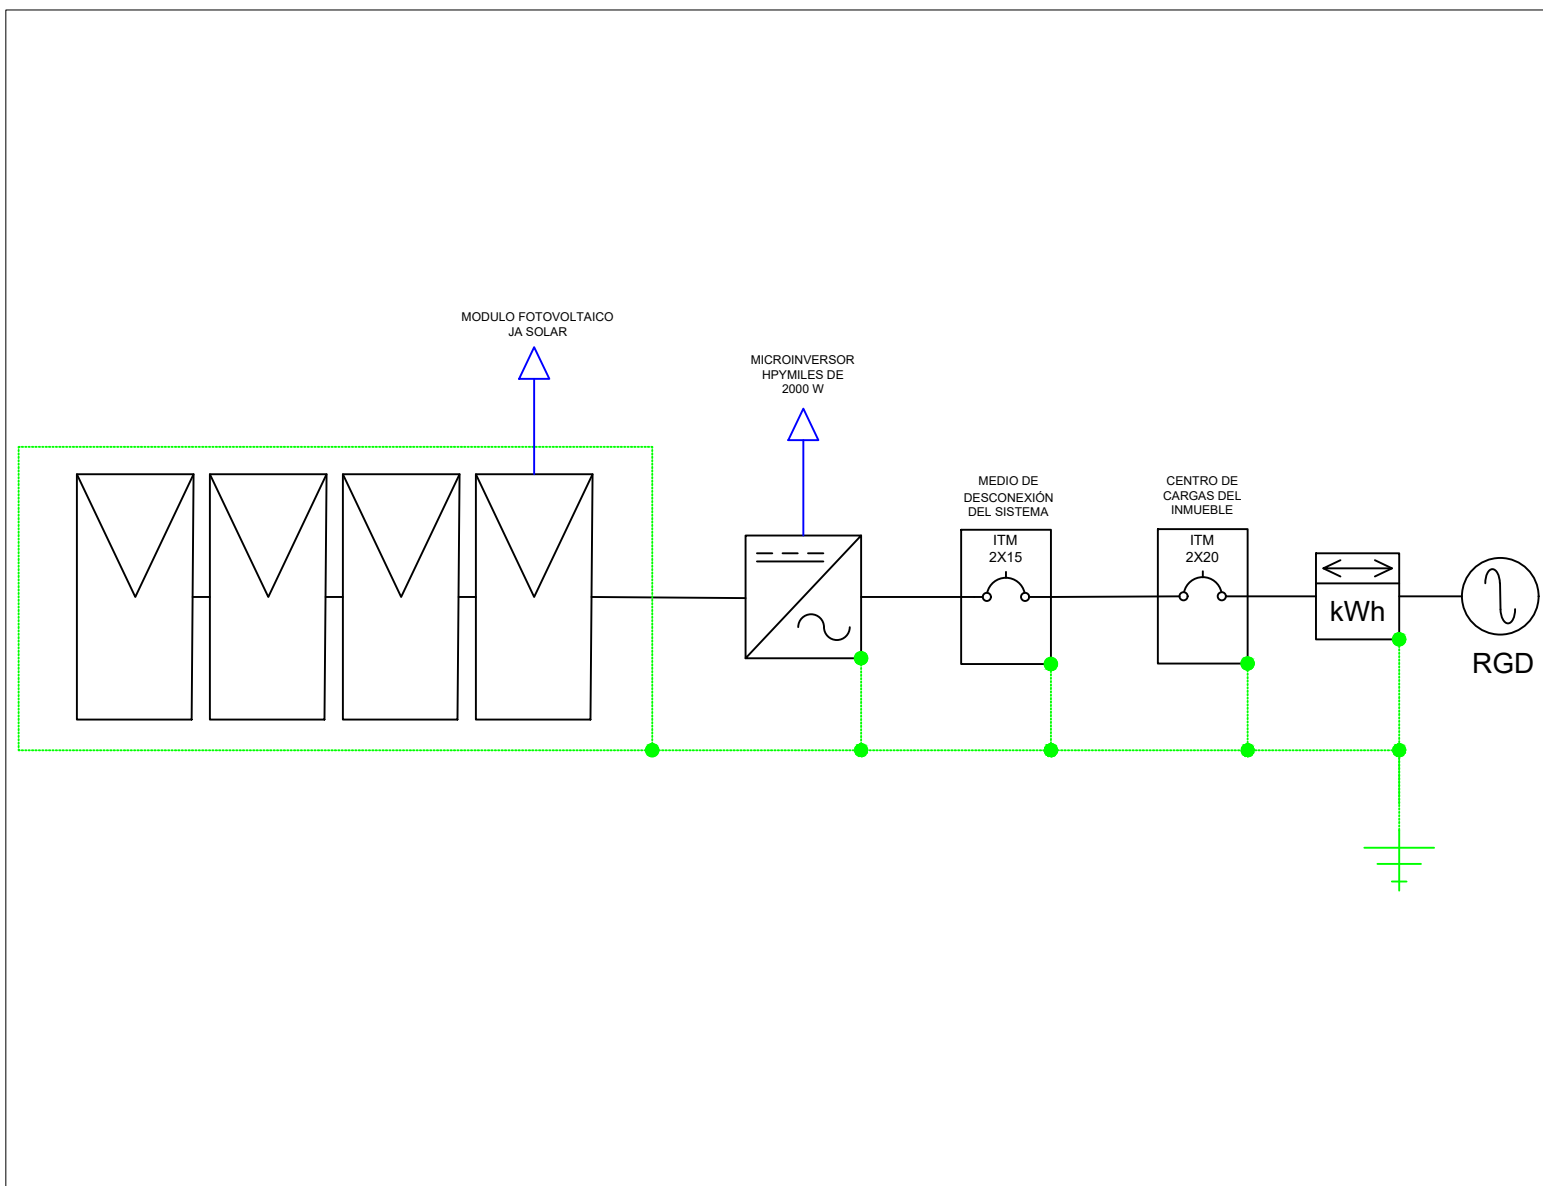 MODULO FOTOVOLTAICO
JA SOLAR
MICROINVERSOR
HPYMILES DE
2000 W
MEDIO DE
DESCONEXIÓN
DEL SISTEMA
ITM
2X15
CENTRO DE
CARGAS DEL
INMUEBLE
ITM
2X20
kWh
RGD